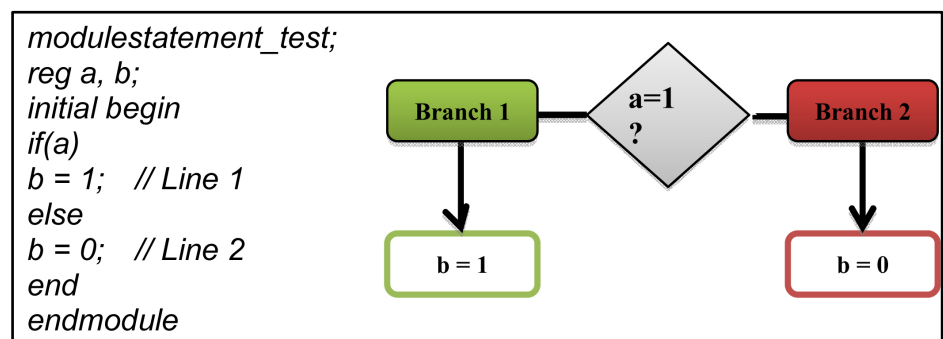 modulestatement_test;
reg a, b;
initial begin
if(a)
b = 1;    // Line 1
else
b = 0;    // Line 2
end
endmodule
Branch 1
a=1
?
Branch 2
b = 1
b = 0